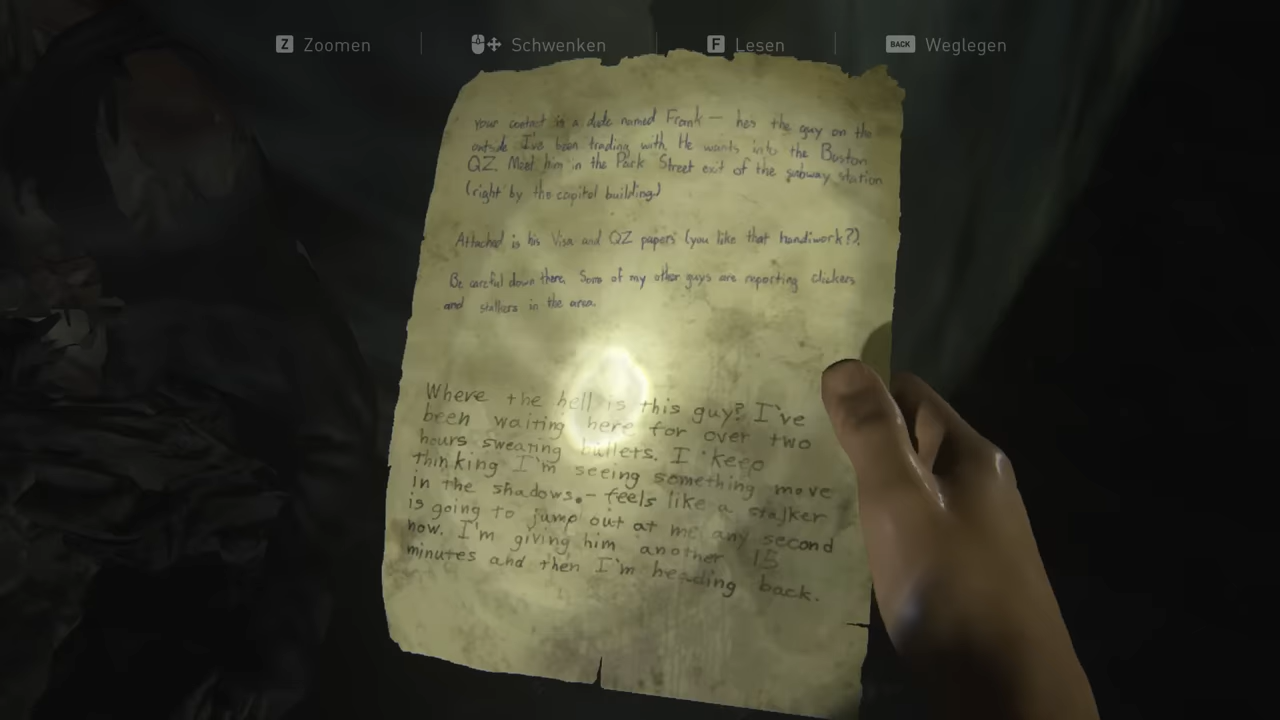 Z Zoomen
Schwenken
F Lesen
BACK Weglegen
Your contact is a dude named Frank — hes the guy on the
outside I've been trading with. He wants into the Boston
QZ. Meet him in the Park Street exit of the subway station
(right by the capitol building)
Attached is his Visa and QZ papers (you like that handiwork?).
Be careful down there. Some of my other guys are reporting clickers
and stalkers in the area.
Where the hell is this guy? I've
been waiting here for over two
hours sweating bullets. I keep
thinking I'm seeing something move
in the shadows. - feels like a stalker
is going to jump out at me any second
now. I'm giving him another 15
minutes and then I'm heading back.